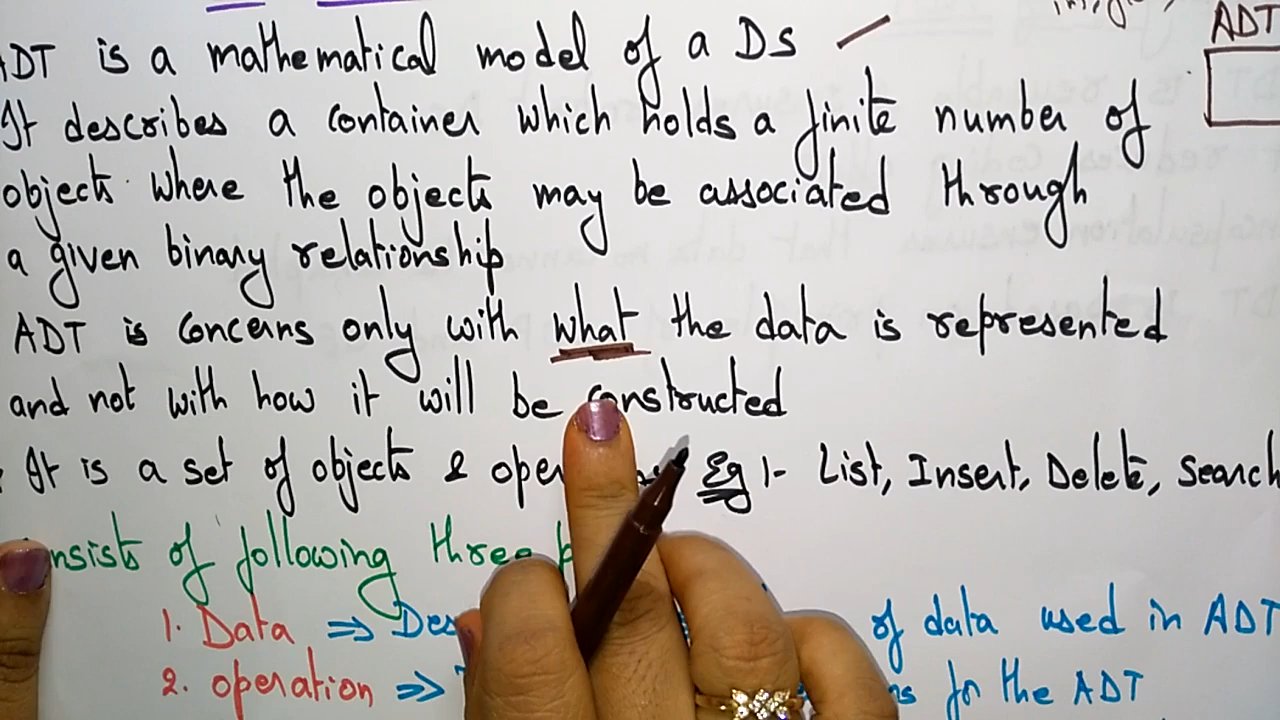 ADT
ADT is a mathematical model of a DS
It describes a container which holds a finite number of
objects where the objects may be associated through
a given binary relationship
ADT is concerns only with what the data is represented
and not with how it will be constructed
It is a set of objects & Eg :- List, Insert, Delete, Search
of following three
1. Data ⇒ of data used in ADT
2. operation ⇒ for the ADT